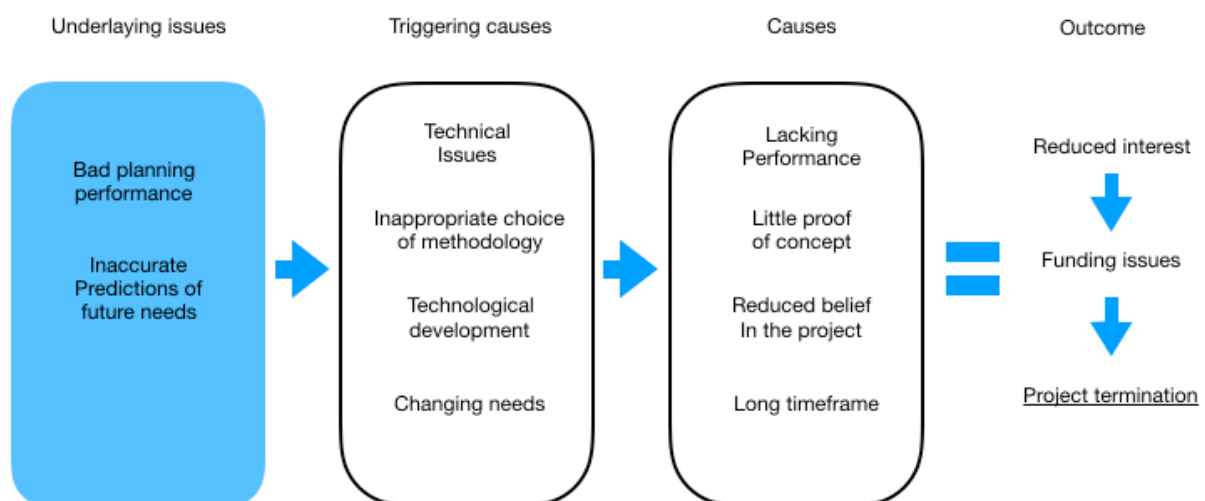 Underlaying issues
Triggering causes
Causes
Outcome
Bad planning
performance
Inaccurate
Predictions of
future needs
Technical
Issues
Inappropriate choice
of methodology
Technological
development
Changing needs
Lacking
Performance
Little proof
of concept
Reduced belief
In the project
Long timeframe
Reduced interest
Funding issues
Project termination